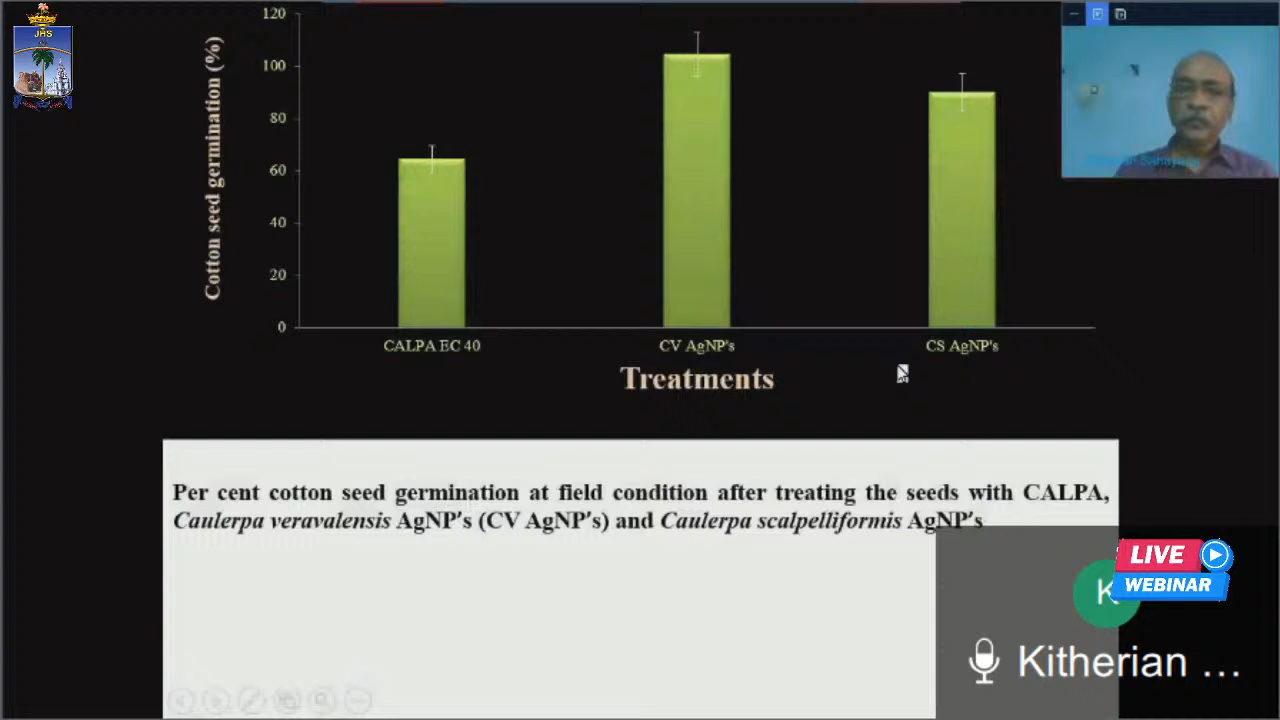 JHS
120
100
80
60
40
20
0
Cotton seed germination (%)
CALPA EC 40
CV AgNP's
CS AgNP's
Treatments
Per cent cotton seed germination at field condition after treating the seeds with CALPA,
Caulerpa veravalensis AgNP's (CV AgNP's) and Caulerpa scalpelliformis AgNP's
LIVE
WEBINAR
K
Kitherian ...